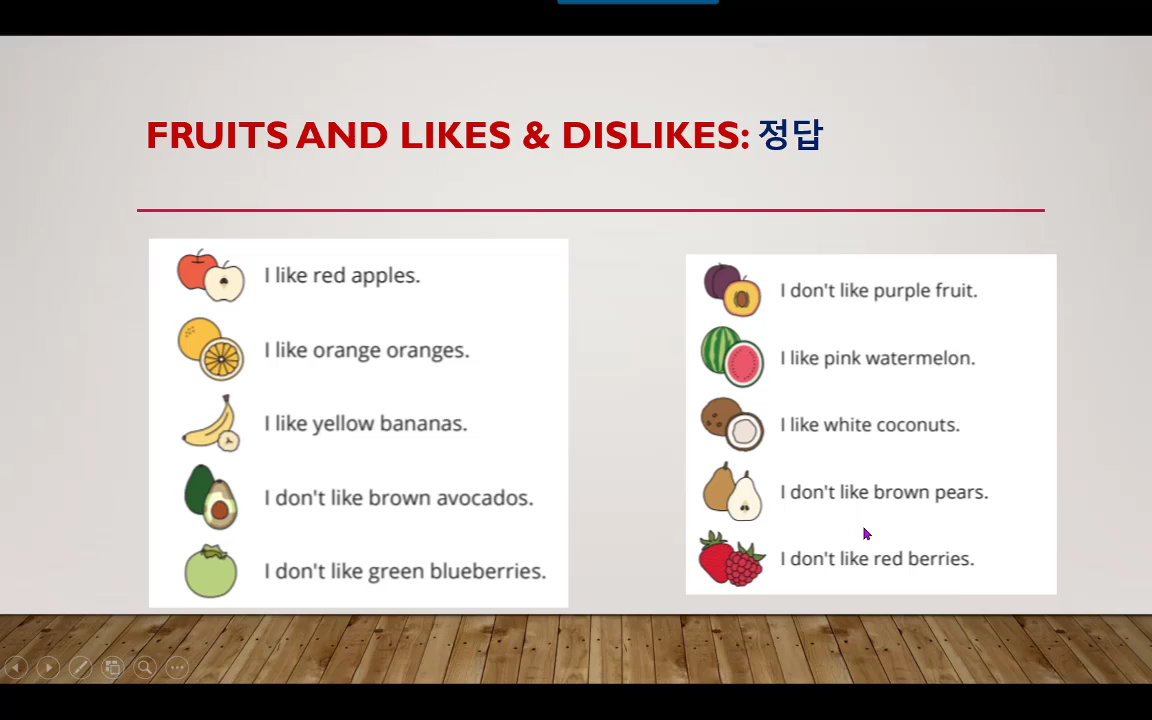 FRUITS AND LIKES & DISLIKES: 정답
I like red apples.
I like orange oranges.
I like yellow bananas.
I don't like brown avocados.
I don't like green blueberries.
I don't like purple fruit.
I like pink watermelon.
I like white coconuts.
I don't like brown pears.
I don't like red berries.